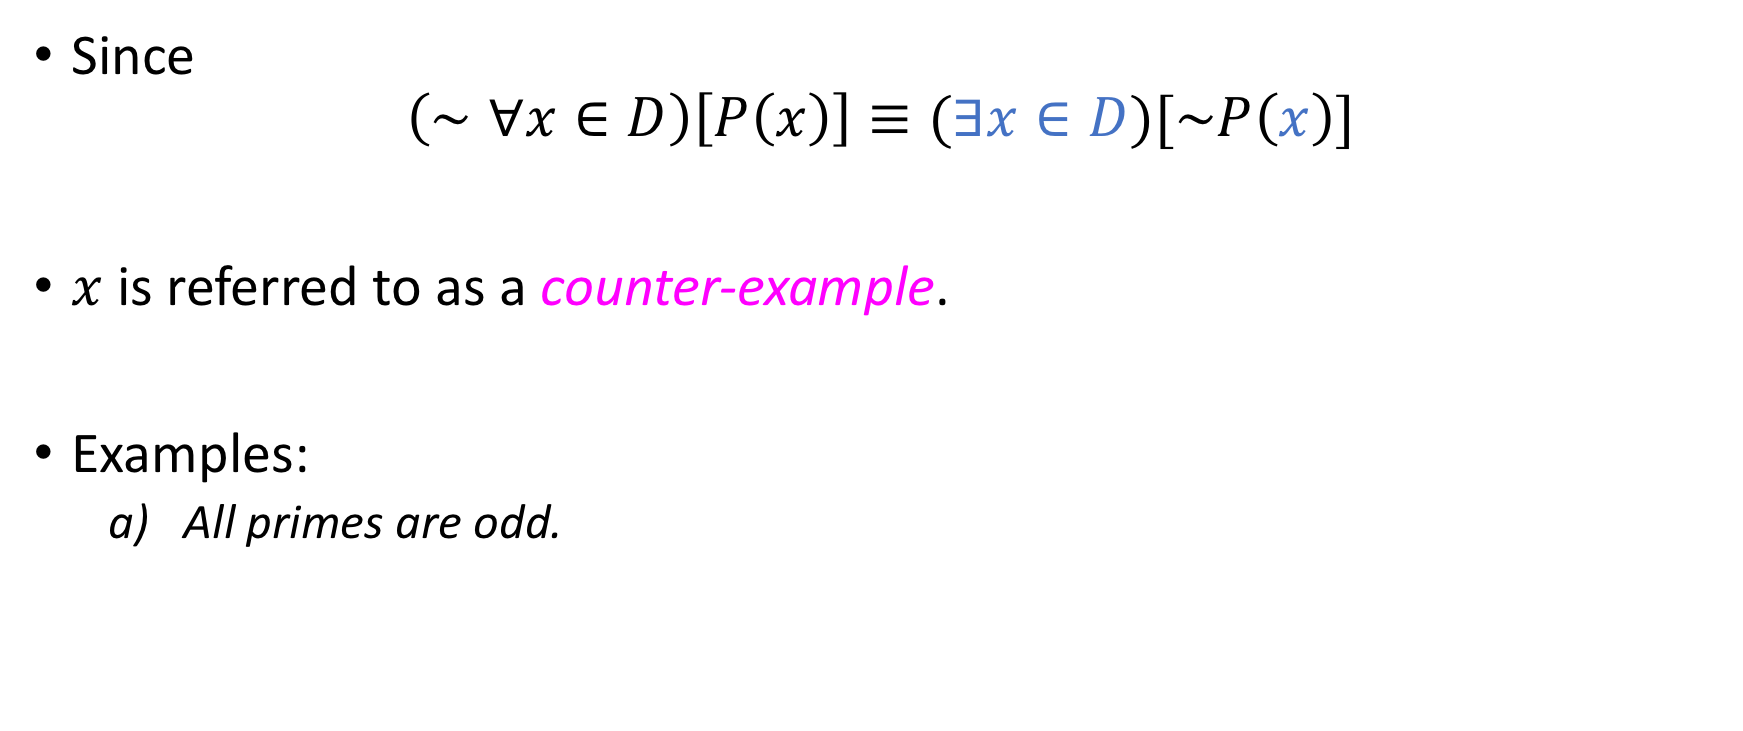 • Since
(∼ ∀𝑥 ∈ 𝐷)[𝑃(𝑥)] ≡ (∃𝑥 ∈ 𝐷)[∼𝑃(𝑥)]
• 𝑥 is referred to as a counter-example.
• Examples:
a) All primes are odd.